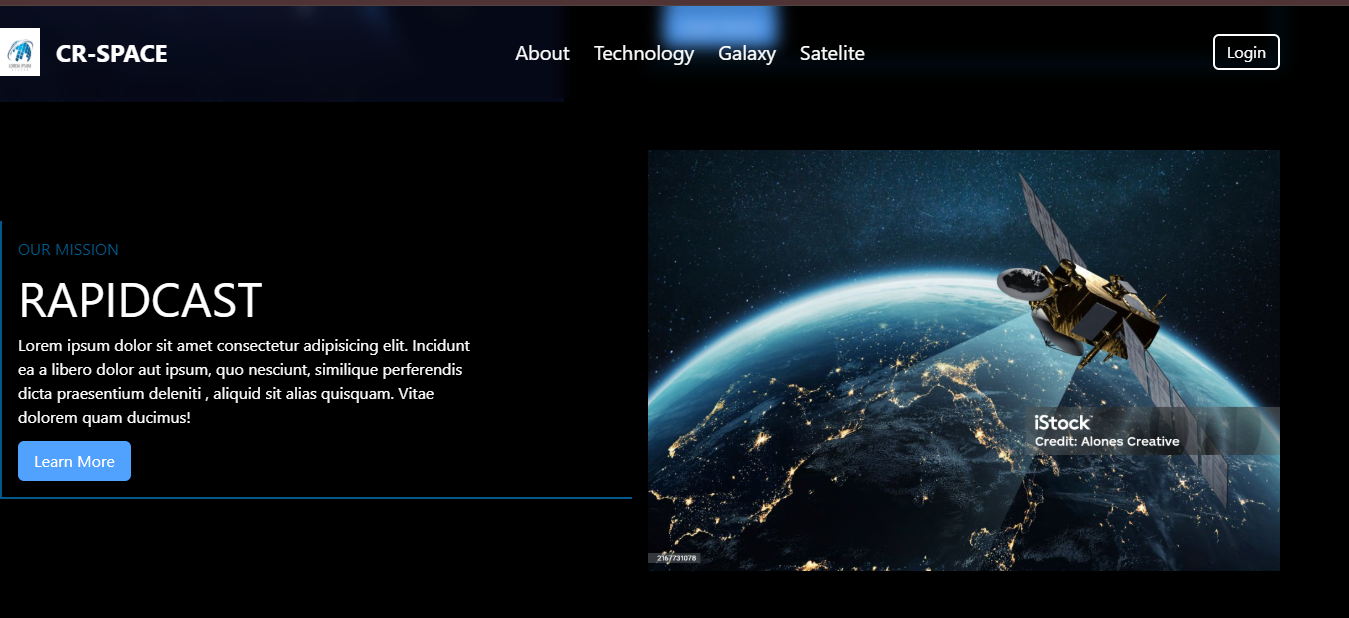 CR-SPACE
About Technology Galaxy Satelite
Login
OUR MISSION
RAPIDCAST
Lorem ipsum dolor sit amet consectetur adipisicing elit. Incidunt
ea a libero dolor aut ipsum, quo nesciunt, similique perferendis
dicta praesentium deleniti , aliquid sit alias quisquam. Vitae
dolorem quam ducimus!
Learn More
iStock
Credit: Alones Creative
2167731078